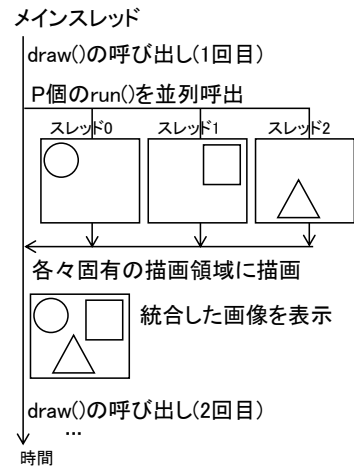 メインスレッド
draw()の呼び出し(1回目)
P個のrun()を並列呼出
スレッド0 スレッド1 スレッド2
各々固有の描画領域に描画
統合した画像を表示
draw()の呼び出し(2回目)
...
時間